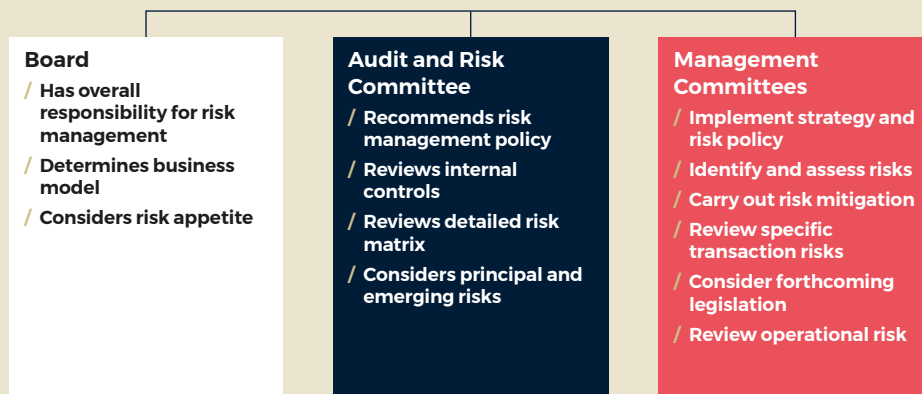 Board
/ Has overall
responsibility for risk
management
/ Determines business
model
/ Considers risk appetite
Audit and Risk
Committee
/ Recommends risk
management policy
/ Reviews internal
controls
/ Reviews detailed risk
matrix
/ Considers principal and
emerging risks
Management
Committees
/ Implement strategy and
risk policy
/ Identify and assess risks
/ Carry out risk mitigation
/ Review specific
transaction risks
/ Consider forthcoming
legislation
/ Review operational risk